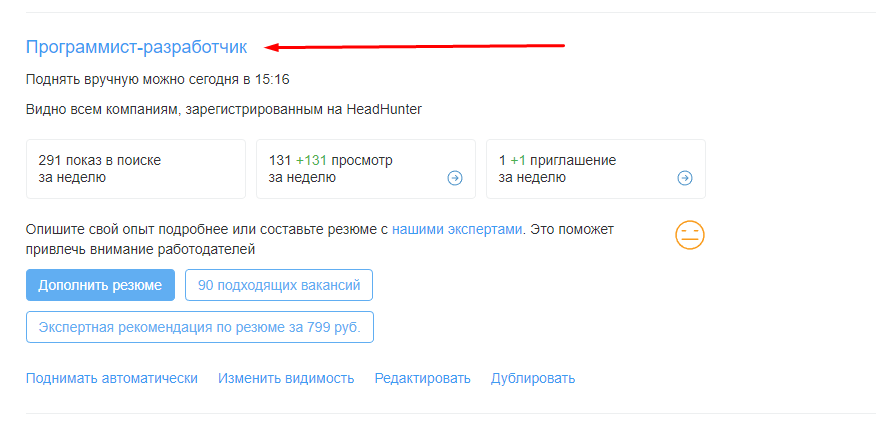 Программист-разработчик
Поднять вручную можно сегодня в 15:16
Видно всем компаниям, зарегистрированным на HeadHunter
291 показ в поиске
за неделю
131 +131 просмотр
за неделю
1 +1 приглашение
за неделю
Опишите свой опыт подробнее или составьте резюме с нашими экспертами. Это поможет
привлечь внимание работодателей
Дополнить резюме
90 подходящих вакансий
Экспертная рекомендация по резюме за 799 руб.
Поднимать автоматически Изменить видимость Редактировать Дублировать